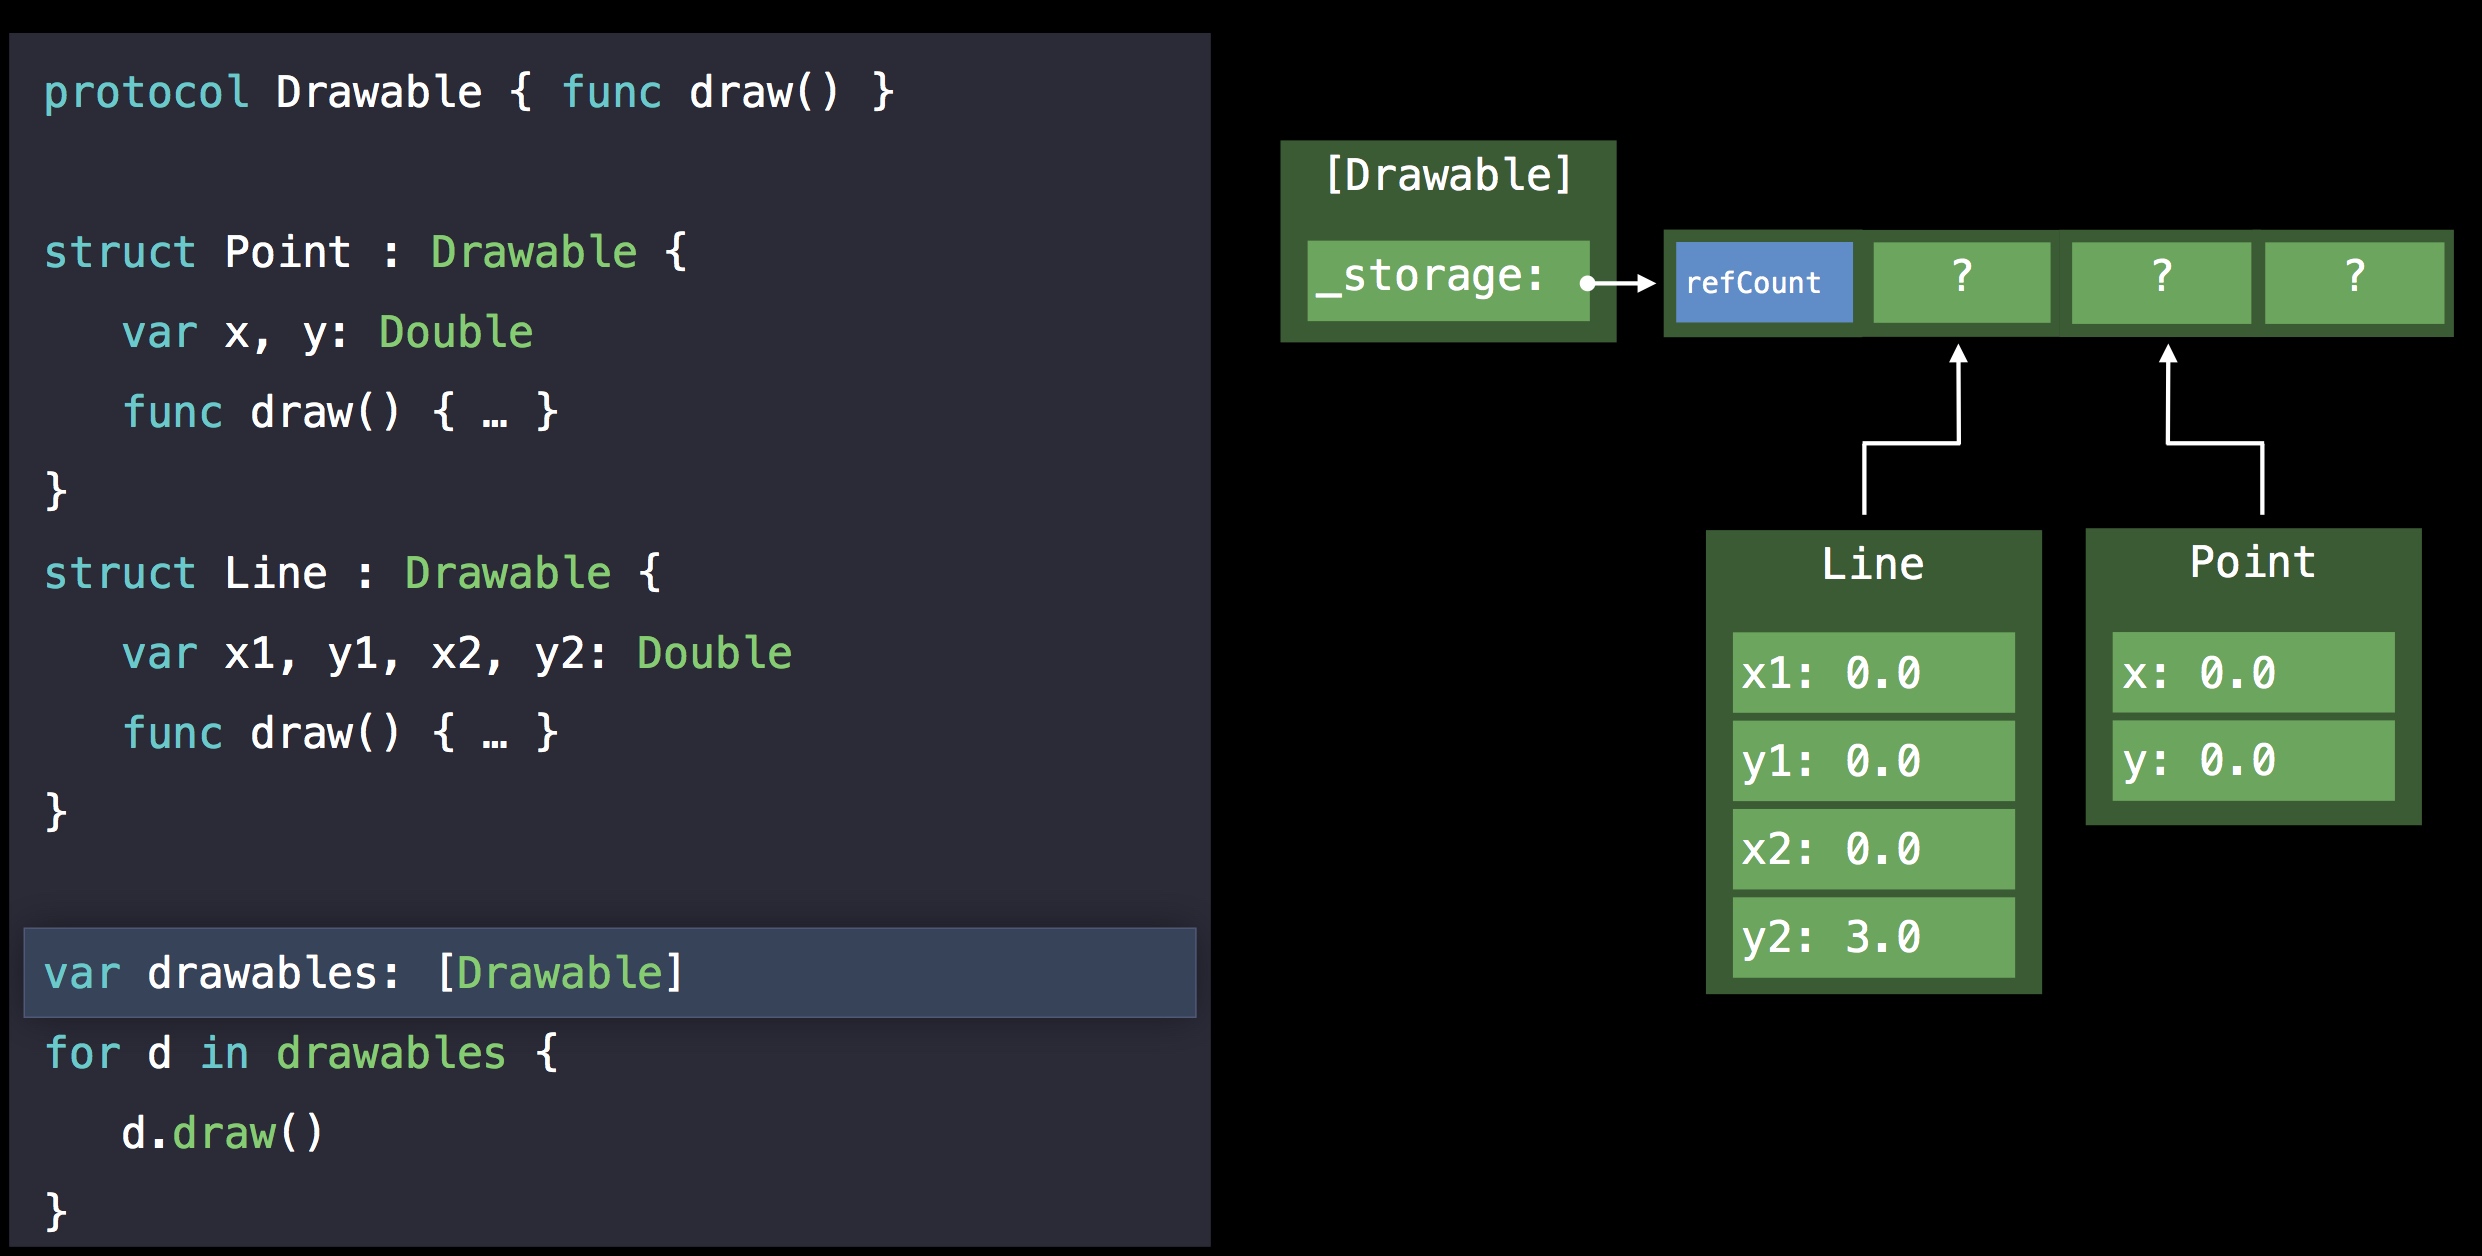 protocol Drawable { func draw() }
struct Point : Drawable {
   var x, y: Double
   func draw() { … }
}
struct Line : Drawable {
   var x1, y1, x2, y2: Double
   func draw() { … }
}
var drawables: [Drawable]
for d in drawables {
   d.draw()
}
[Drawable]
_storage:
refCount
?
?
?
Line
x1: 0.0
y1: 0.0
x2: 0.0
y2: 3.0
Point
x: 0.0
y: 0.0